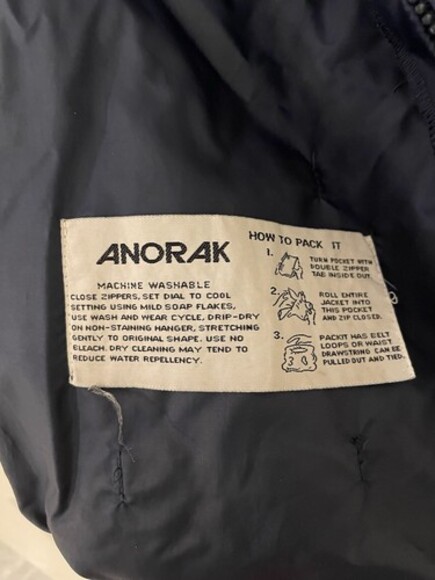 ANORAK
MACHINE WASHABLE
CLOSE ZIPPERS, SET DIAL TO COOL
SETTING USING MILD SOAP FLAKES,
USE WASH AND WEAR CYCLE, DRIP-DRY
ON NON-STAINING HANGER, STRETCHING
GENTLY TO ORIGINAL SHAPE. USE NO
BLEACH. DRY CLEANING MAY TEND TO
REDUCE WATER REPELLENCY.
HOW TO PACK IT
1. TURN POCKET WITH
DOUBLE ZIPPER
TAB INSIDE OUT.
2. ROLL ENTIRE
JACKET INTO
THIS POCKET
AND ZIP CLOSED.
3. PACKIT HAS BELT
LOOPS OR WAIST
DRAWSTRING CAN BE
PULLED OUT AND TIED.